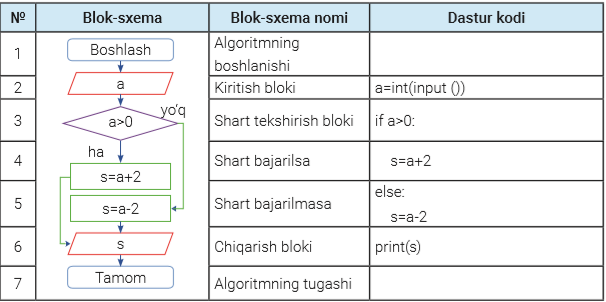 № Blok-sxema Blok-sxema nomi Dastur kodi
1 Boshlash Algoritmning
boshlanishi
2 a Kiritish bloki a=int(input ())
3 a>0 yo‘q Shart tekshirish bloki if a>0:
ha
4 s=a+2 Shart bajarilsa s=a+2
5 s=a-2 Shart bajarilmasa else:
s=a-2
6 s Chiqarish bloki print(s)
7 Tamom Algoritmning tugashi